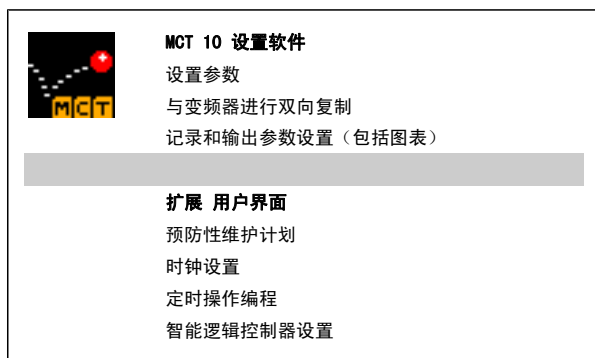 MCT
MCT 10 设置软件
设置参数
与变频器进行双向复制
记录和输出参数设置（包括图表）
扩展 用户界面
预防性维护计划
时钟设置
定时操作编程
智能逻辑控制器设置